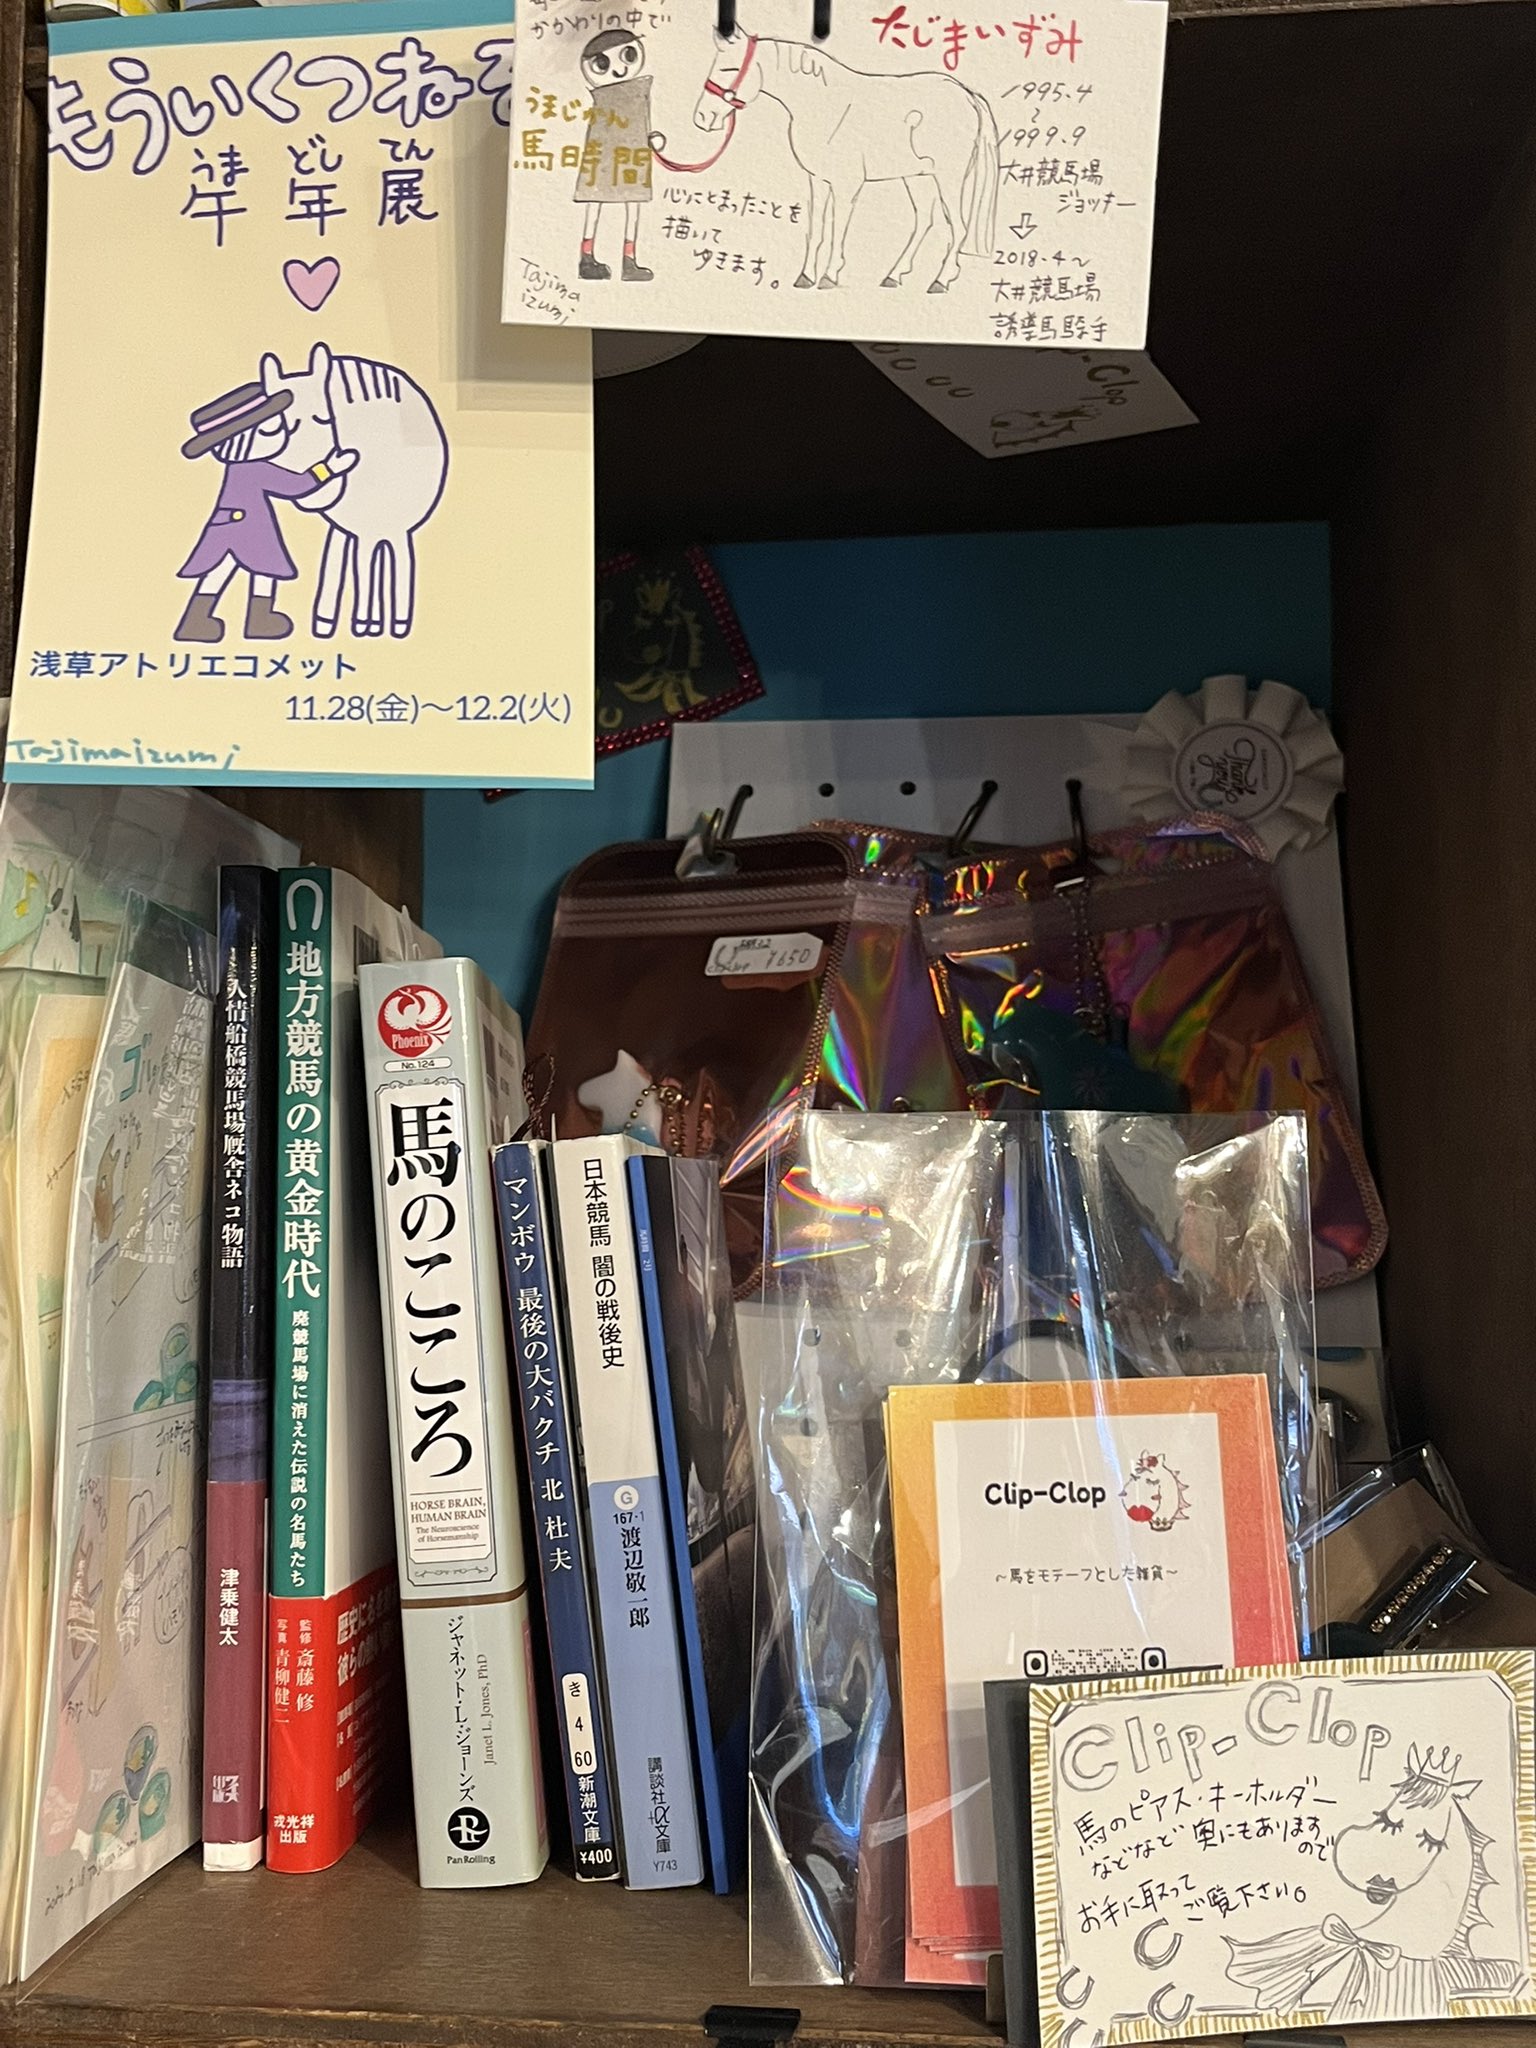 もういくつねる
うま どし てん
午年展
浅草アトリエコメット
11.28(金)〜12.2(火)
Tajimaizumi
かかわりの中で
うまじかん
馬時間
心にとまったことを
描いて
ゆきます。
Tajima
izumi
たじまいずみ
1995.4
〜
1999.9
大井競馬場
ジョッキー
⇩
2018.4〜
大井競馬場
誘導馬騎手
Thank you
¥650
人情船橋競馬場厩舎ネコ物語
津乗健太
地方競馬の黄金時代
廃競馬場に消えた伝説の名馬たち
監修 斎藤 修
写真 青柳健二
戎光祥
出版
Phoenix
No.124
馬のこころ
HORSE BRAIN,
HUMAN BRAIN
The Neuroscience
of Horsemanship
ジャネット・L・ジョーンズ
Janet L. Jones, PhD
PanRolling
マンボウ 最後の大バクチ 北 杜夫
き
4
60
新潮文庫
¥400
日本競馬 闇の戦後史
G
167-1
渡辺敬一郎
講談社+α文庫
Y743
Clip-Clop
〜馬をモチーフとした雑貨〜
Clip-Clop
馬のピアス・キーホルダー
などなど 奥にもありますので
お手に取って
ご覧下さい。